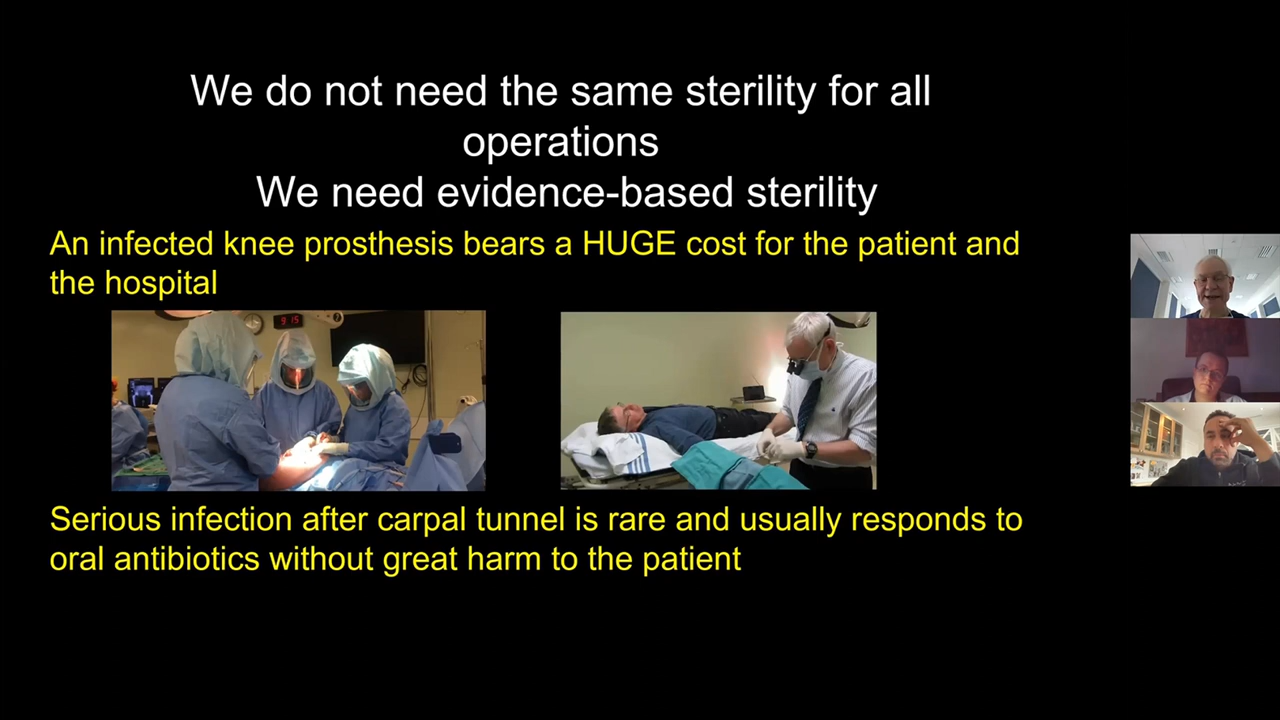 We do not need the same sterility for all
operations
We need evidence-based sterility
An infected knee prosthesis bears a HUGE cost for the patient and
the hospital
9:15
Serious infection after carpal tunnel is rare and usually responds to
oral antibiotics without great harm to the patient